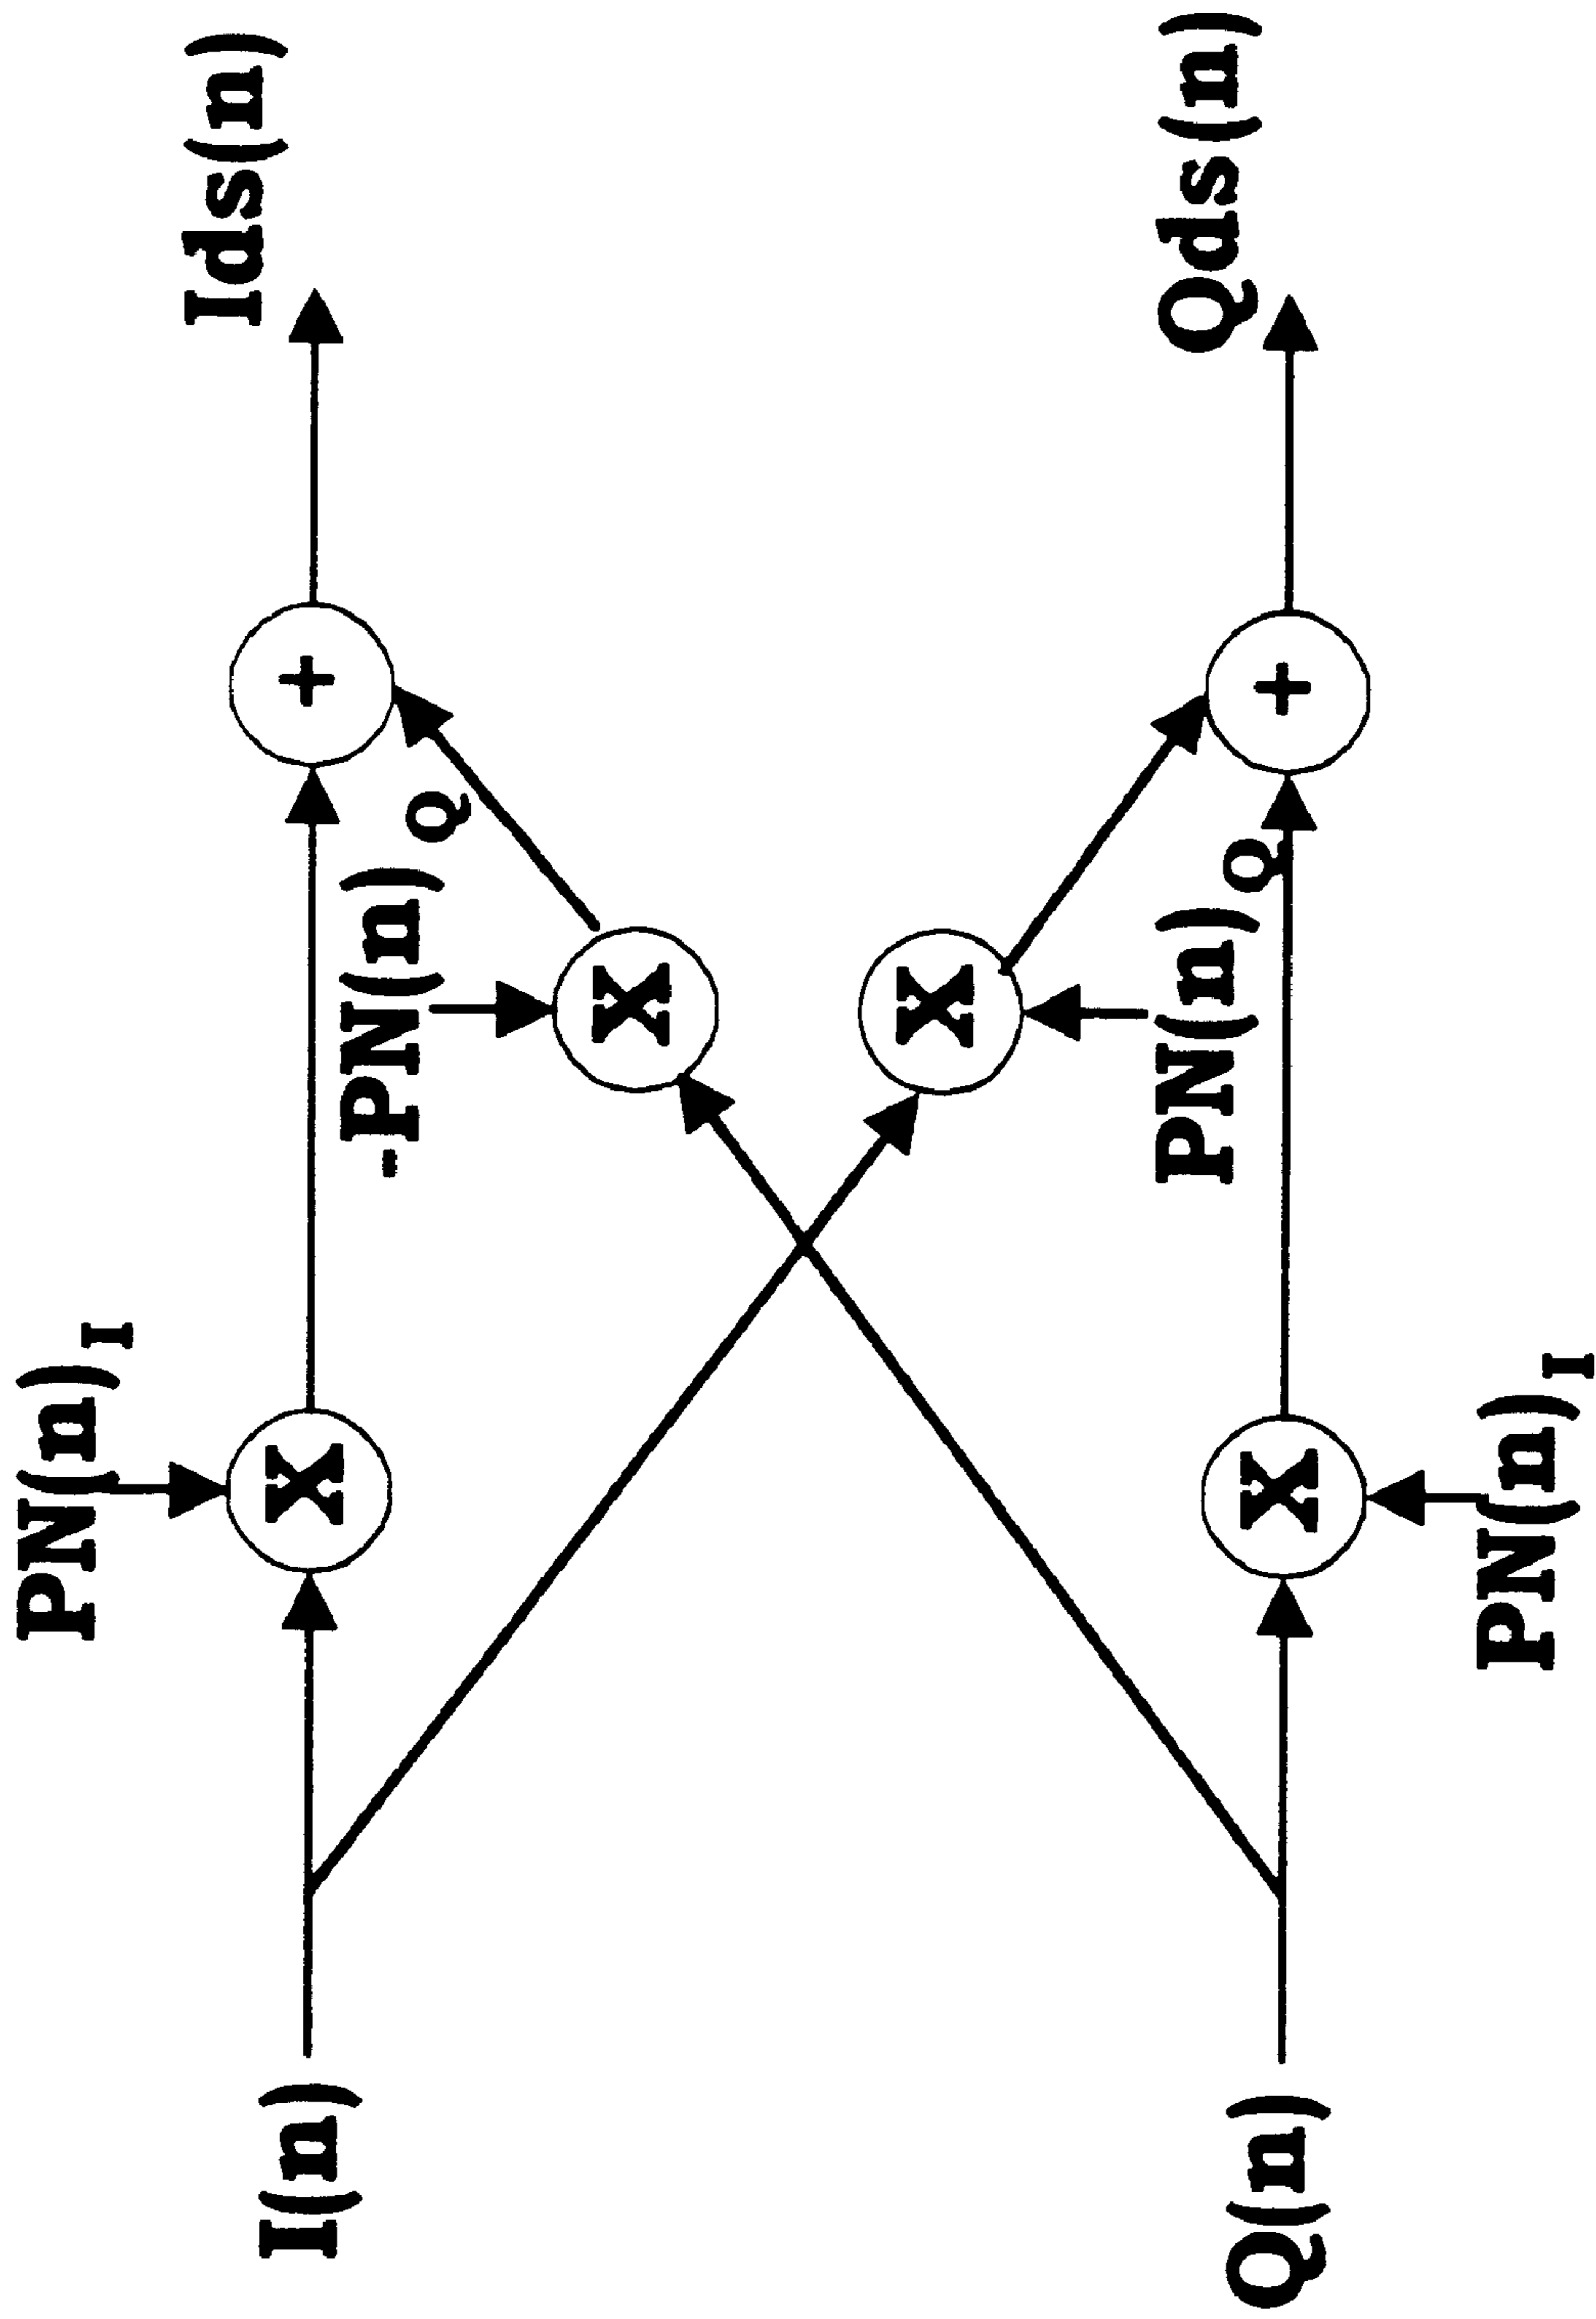 PN(n)I
I(n)
X
+
Ids(n)
-PN(n)Q
X
X
PN(n)Q
Q(n)
X
+
Qds(n)
PN(n)I